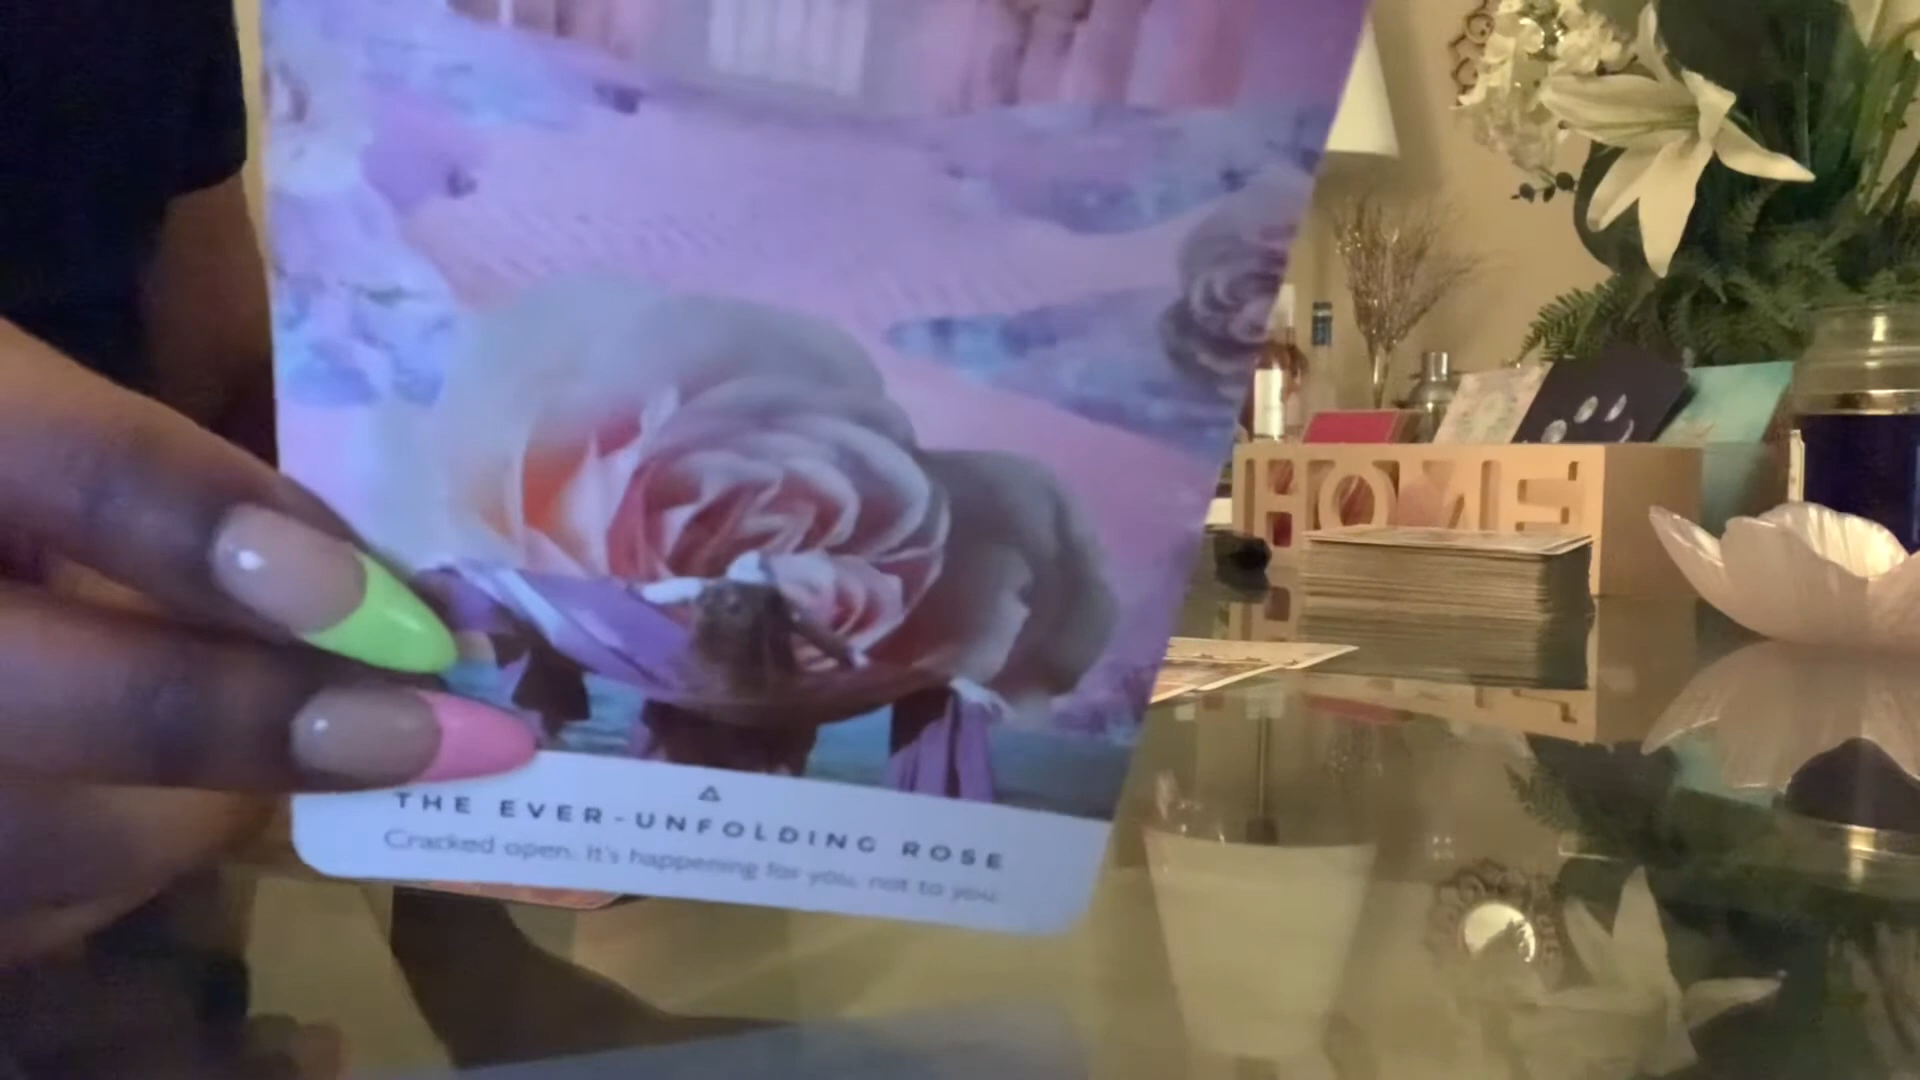 HOME
THE EVER-UNFOLDING ROSE
Cracked open. It's happening for you, not to you.